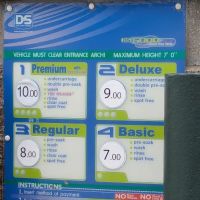 DS
VEHICLE MUST CLEAR ENTRANCE ARCH! MAXIMUM HEIGHT 7' 0"
1 Premium
undercarriage
double pre-soak
wash
rinse
clear coat
spot free
10.00
2 Deluxe
undercarriage
double pre-soak
wash
rinse
spot free
9.00
3 Regular
pre-soak
wash
rinse
clear coat
spot free
8.00
4 Basic
pre-soak
wash
rinse
spot free
7.00
INSTRUCTIONS
1. Insert method of payment
NO
NO